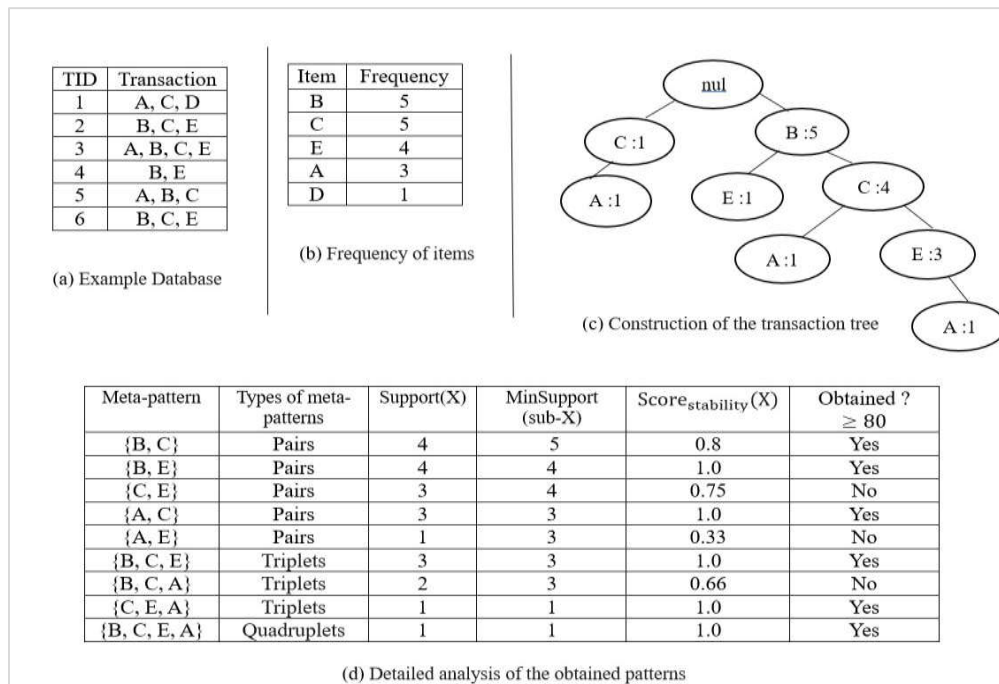 TID Transaction
1 A, C, D
2 B, C, E
3 A, B, C, E
4 B, E
5 A, B, C
6 B, C, E
(a) Example Database
Item Frequency
B 5
C 5
E 4
A 3
D 1
(b) Frequency of items
nul
C :1
B :5
A :1
E :1
C :4
A :1
E :3
A :1
(c) Construction of the transaction tree
Meta-pattern Types of meta-patterns Support(X) MinSupport (sub-X) Score_stability(X) Obtained ? ≥ 80
{B, C} Pairs 4 5 0.8 Yes
{B, E} Pairs 4 4 1.0 Yes
{C, E} Pairs 3 4 0.75 No
{A, C} Pairs 3 3 1.0 Yes
{A, E} Pairs 1 3 0.33 No
{B, C, E} Triplets 3 3 1.0 Yes
{B, C, A} Triplets 2 3 0.66 No
{C, E, A} Triplets 1 1 1.0 Yes
{B, C, E, A} Quadruplets 1 1 1.0 Yes
(d) Detailed analysis of the obtained patterns